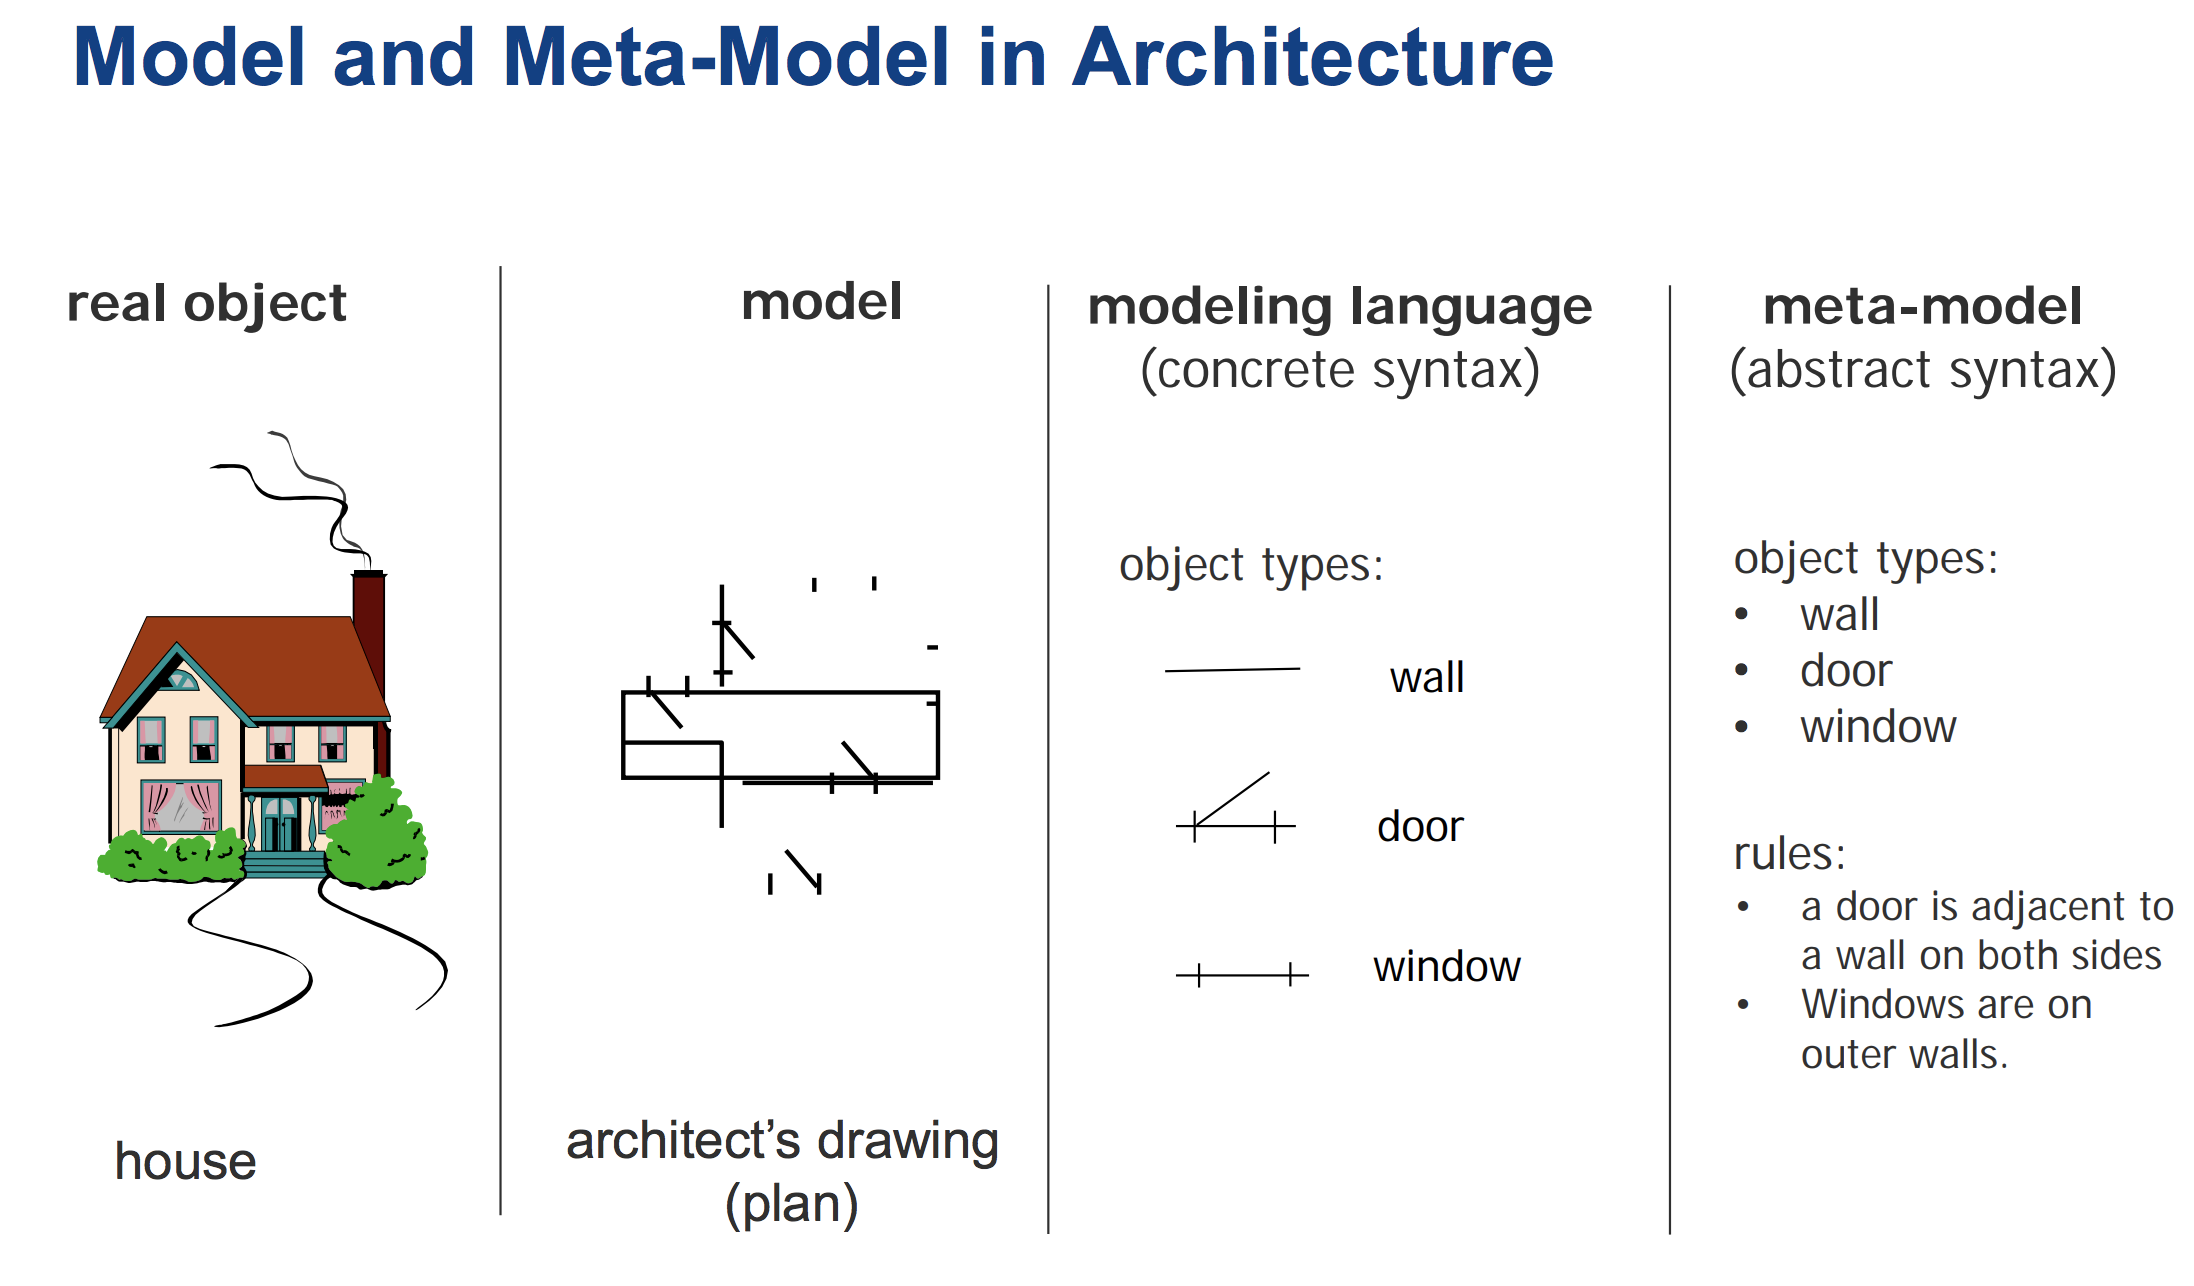 Model and Meta-Model in Architecture
real object
house
model
architect’s drawing
(plan)
modeling language
(concrete syntax)
object types:
wall
door
window
meta-model
(abstract syntax)
object types:
• wall
• door
• window
rules:
• a door is adjacent to
a wall on both sides
• Windows are on
outer walls.